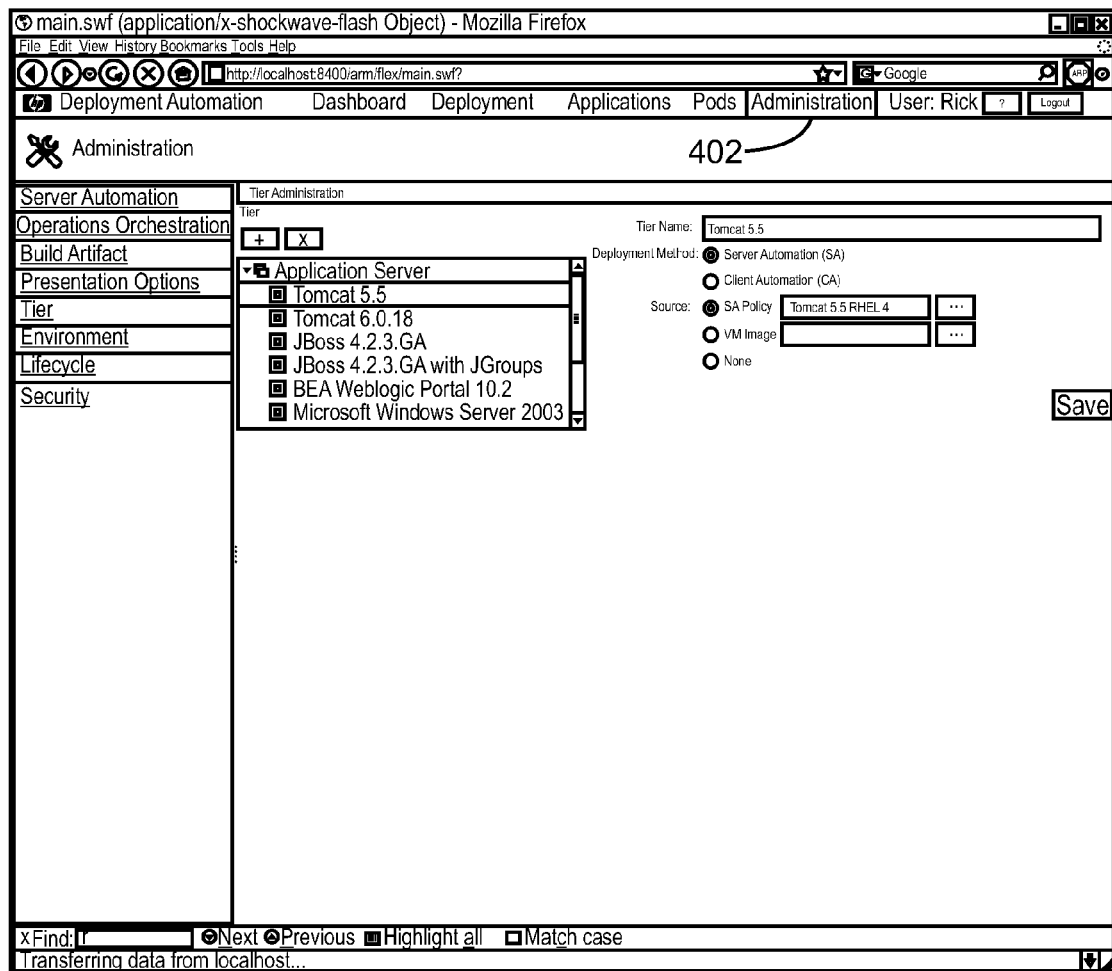 main.swf (application/x-shockwave-flash Object) - Mozilla Firefox
File Edit View History Bookmarks Tools Help
http://localhost:8400/arm/flex/main.swf?
G Google
ABP
hp Deployment Automation Dashboard Deployment Applications Pods Administration User: Rick ? Logout
Administration
402
Server Automation
Operations Orchestration
Build Artifact
Presentation Options
Tier
Environment
Lifecycle
Security
Tier Administration
Tier
+ X
Application Server
Tomcat 5.5
Tomcat 6.0.18
JBoss 4.2.3.GA
JBoss 4.2.3.GA with JGroups
BEA Weblogic Portal 10.2
Microsoft Windows Server 2003
Tier Name: Tomcat 5.5
Deployment Method: Server Automation (SA)
Client Automation (CA)
Source: SA Policy Tomcat 5.5 RHEL 4 ...
VM Image ...
None
Save
x Find: r Next Previous Highlight all Match case
Transferring data from localhost...